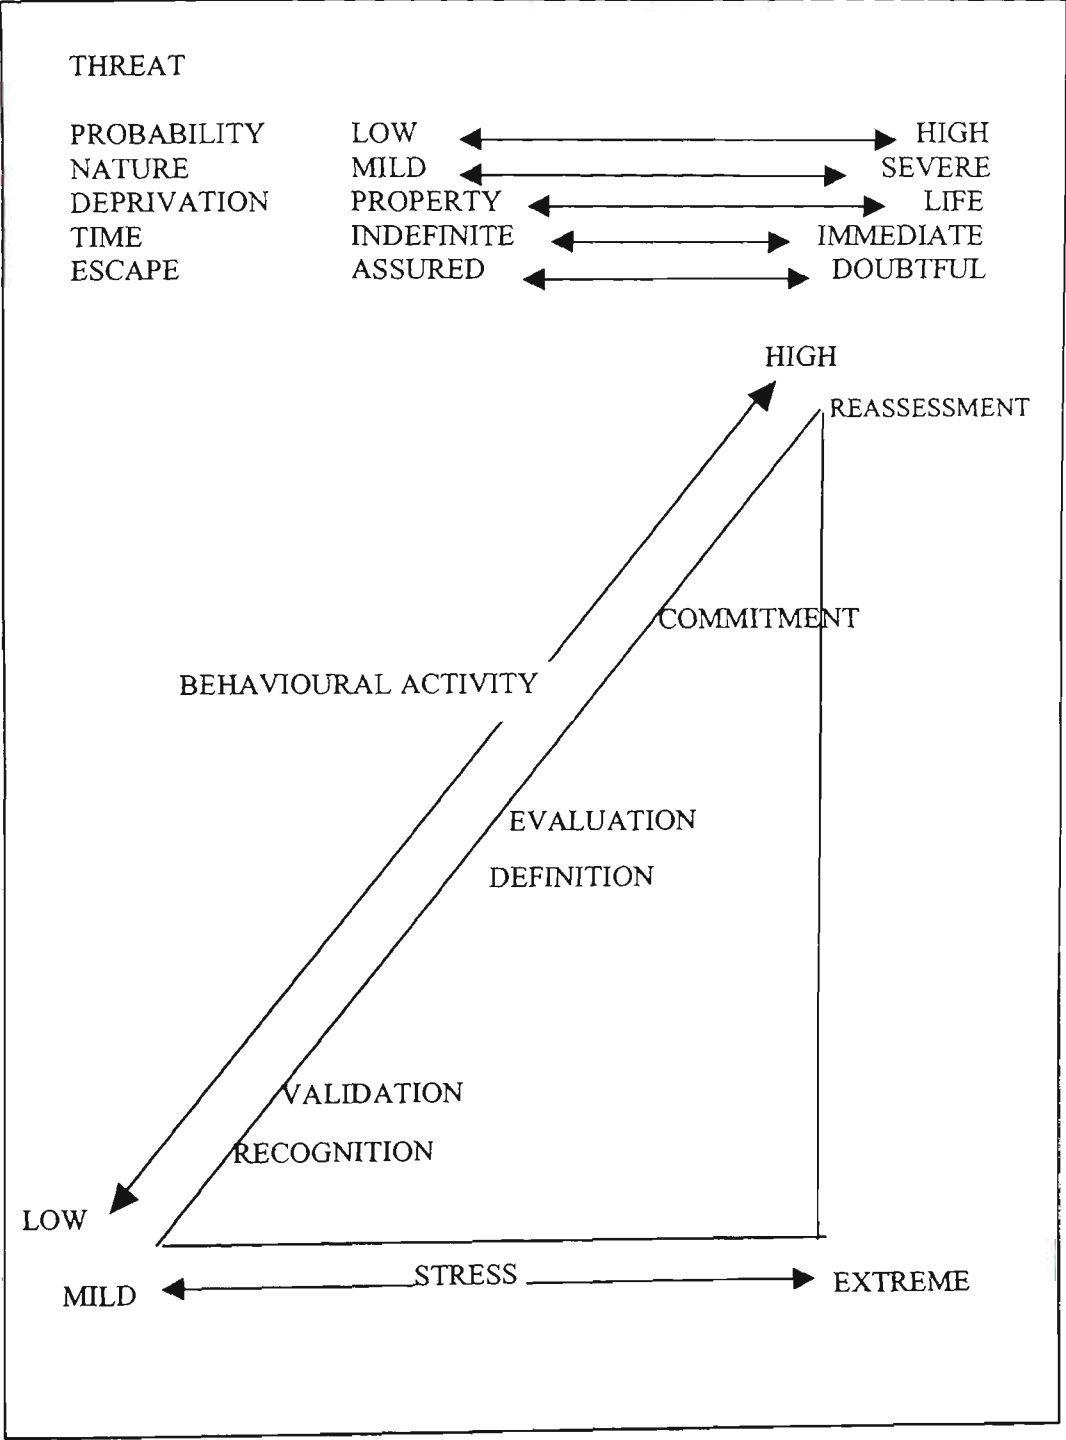 THREAT
PROBABILITY LOW HIGH
NATURE MILD SEVERE
DEPRIVATION PROPERTY LIFE
TIME INDEFINITE IMMEDIATE
ESCAPE ASSURED DOUBTFUL
HIGH
REASSESSMENT
COMMITMENT
BEHAVIOURAL ACTIVITY
EVALUATION
DEFINITION
VALIDATION
RECOGNITION
LOW
STRESS
MILD EXTREME